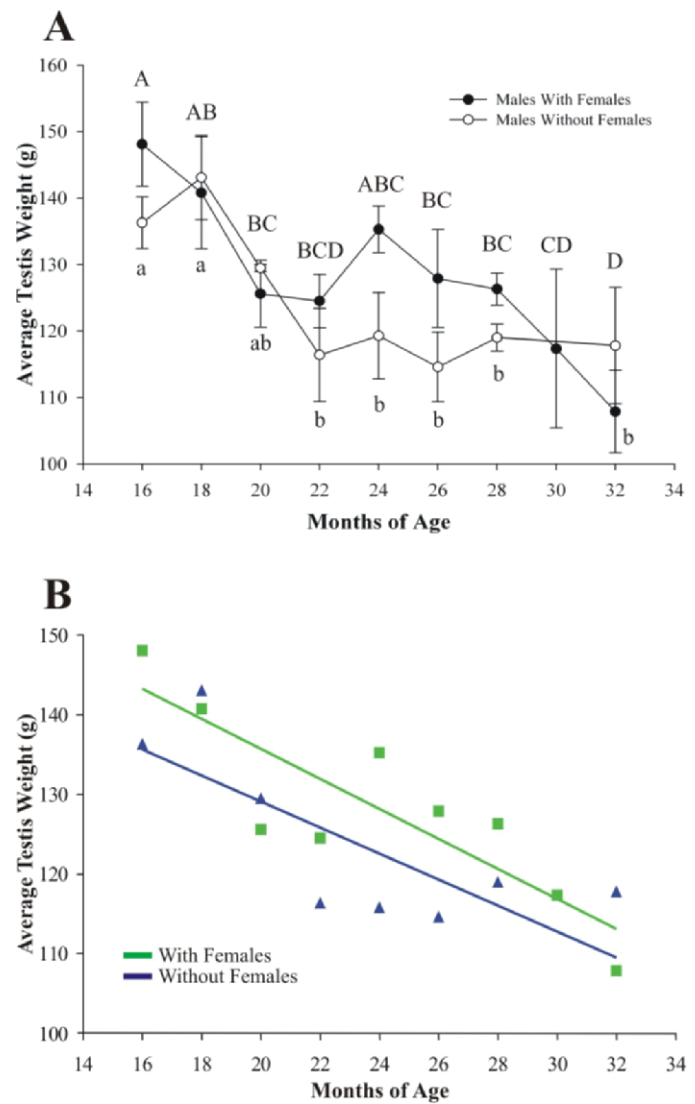 A
160
150
140
130
120
110
100
Average Testis Weight (g)
Males With Females
Males Without Females
A
AB
BC
BCD
ABC
BC
BC
CD
D
a
a
ab
b
b
b
b
b
14 16 18 20 22 24 26 28 30 32 34
Months of Age
B
150
140
130
120
110
100
Average Testis Weight (g)
With Females
Without Females
14 16 18 20 22 24 26 28 30 32 34
Months of Age